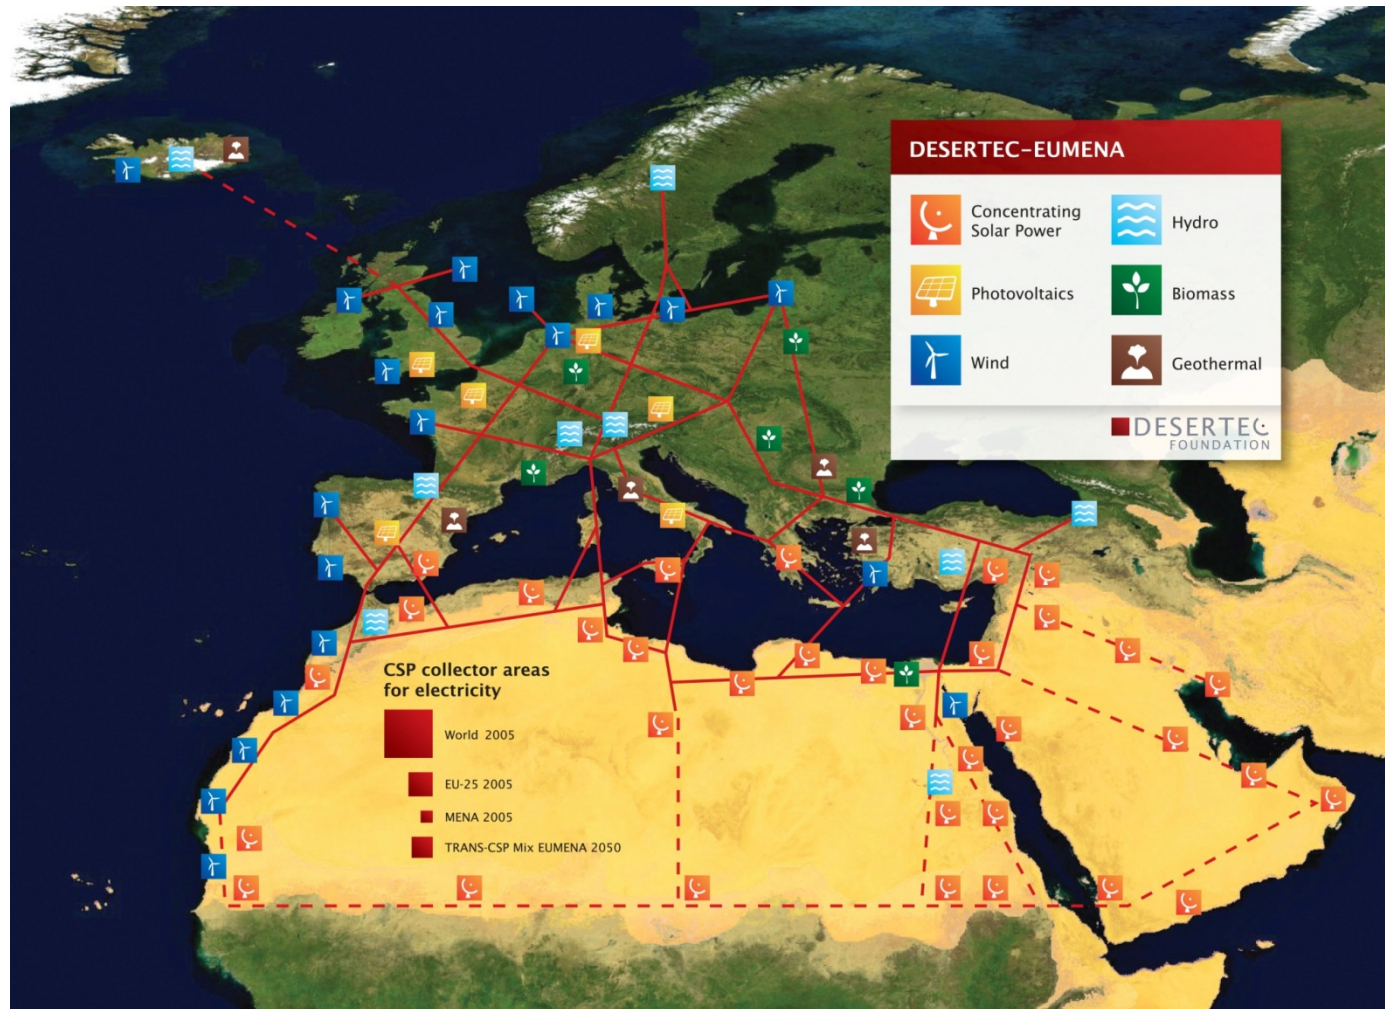 DESERTEC–EUMENA
Concentrating
Solar Power
Hydro
Photovoltaics
Biomass
Wind
Geothermal
DESERTEC
FOUNDATION
CSP collector areas
for electricity
World 2005
EU-25 2005
MENA 2005
TRANS-CSP Mix EUMENA 2050